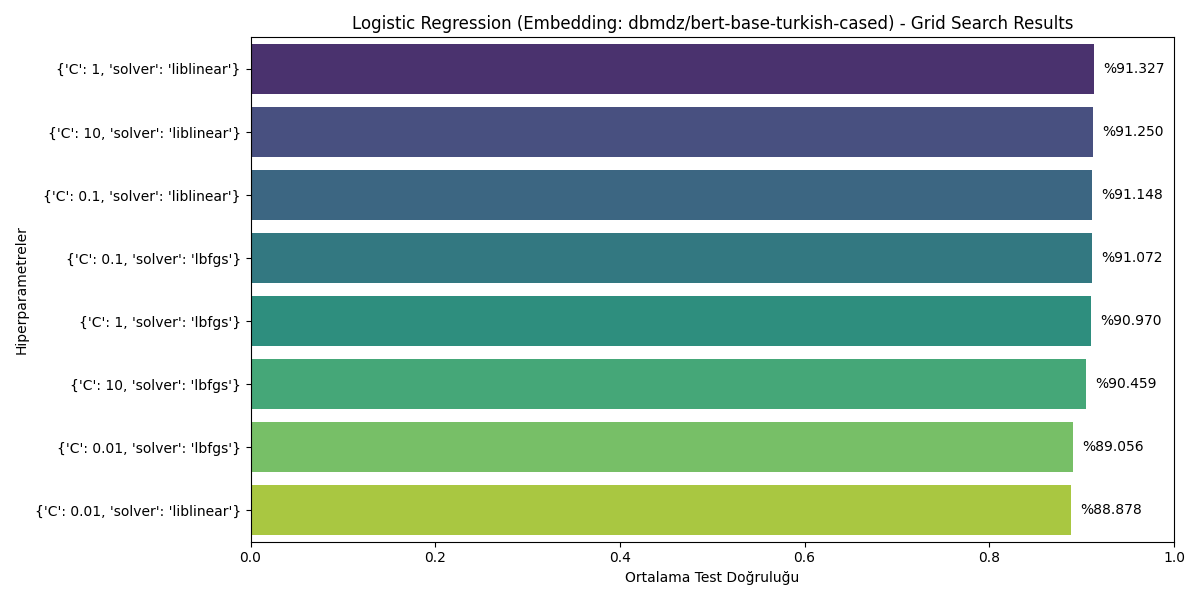 Logistic Regression (Embedding: dbmdz/bert-base-turkish-cased) - Grid Search Results
{'C': 1, 'solver': 'liblinear'} %91.327
{'C': 10, 'solver': 'liblinear'} %91.250
{'C': 0.1, 'solver': 'liblinear'} %91.148
{'C': 0.1, 'solver': 'lbfgs'} %91.072
{'C': 1, 'solver': 'lbfgs'} %90.970
{'C': 10, 'solver': 'lbfgs'} %90.459
{'C': 0.01, 'solver': 'lbfgs'} %89.056
{'C': 0.01, 'solver': 'liblinear'} %88.878
Hiperparametreler
0.0 0.2 0.4 0.6 0.8 1.0
Ortalama Test Doğruluğu